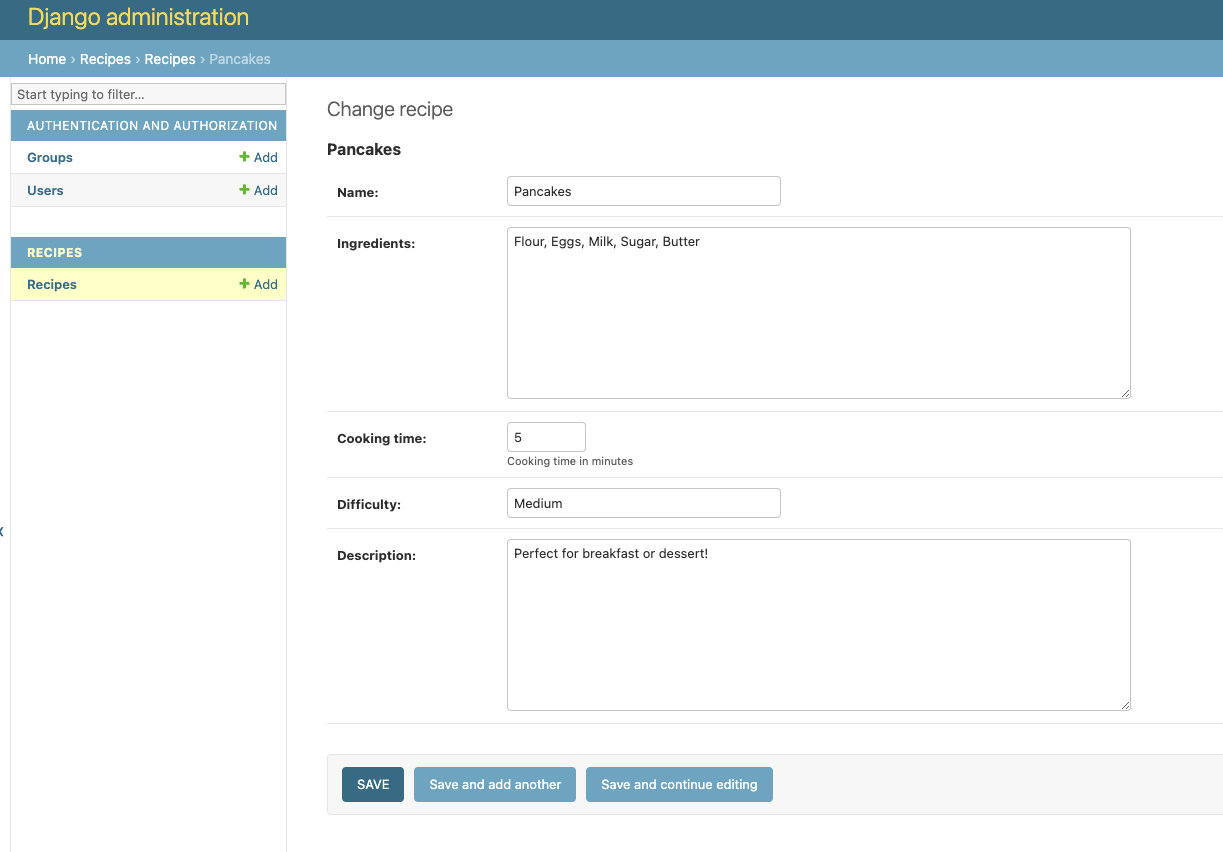 Django administration
Home › Recipes › Recipes › Pancakes
Start typing to filter...
AUTHENTICATION AND AUTHORIZATION
Groups + Add
Users + Add
RECIPES
Recipes + Add
Change recipe
Pancakes
Name: Pancakes
Ingredients: Flour, Eggs, Milk, Sugar, Butter
Cooking time: 5
Cooking time in minutes
Difficulty: Medium
Description: Perfect for breakfast or dessert!
SAVE Save and add another Save and continue editing